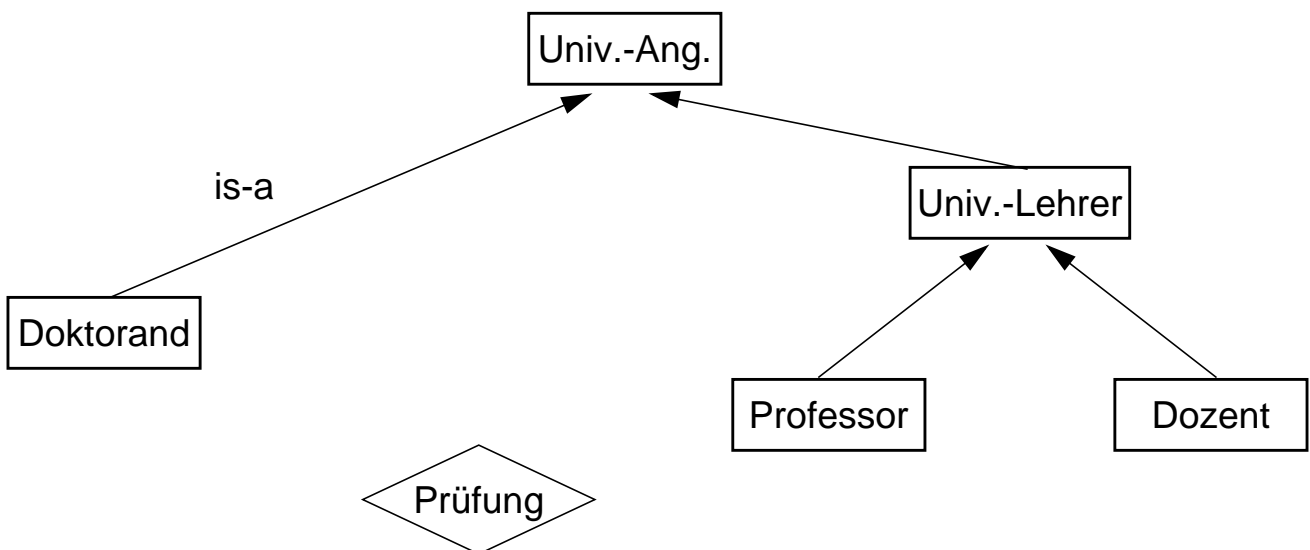 Univ.-Ang.
is-a
Univ.-Lehrer
Doktorand
Professor
Dozent
Prüfung